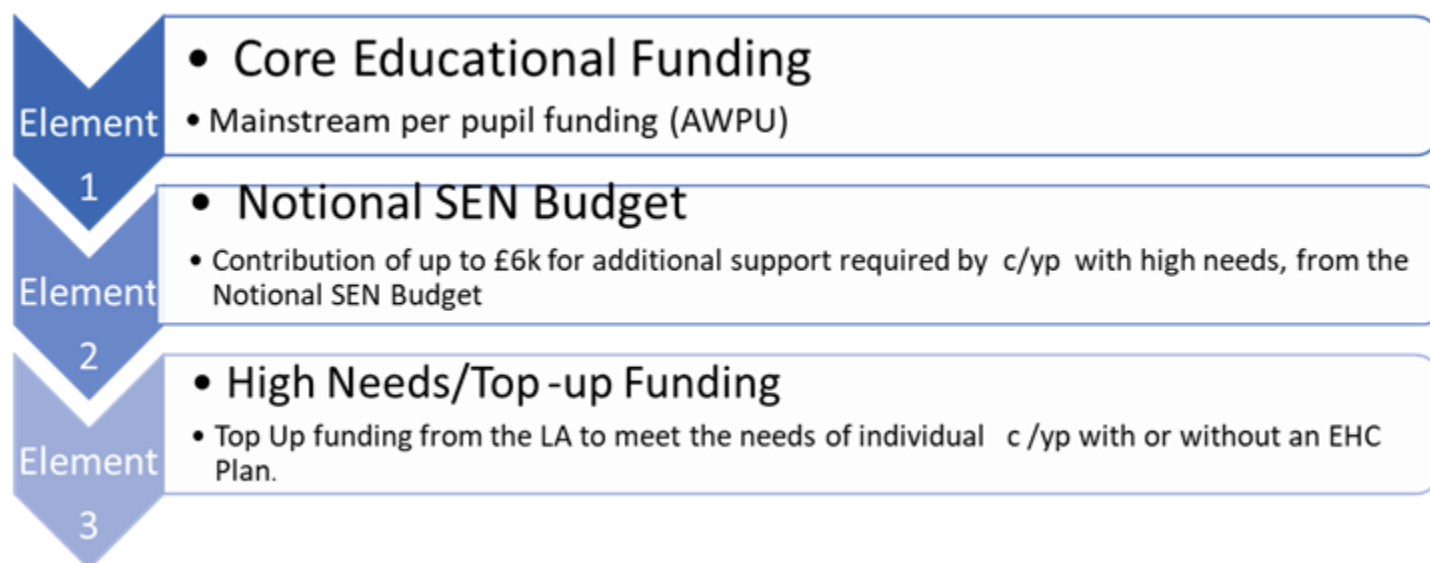 Element
1
• Core Educational Funding
• Mainstream per pupil funding (AWPU)
Element
2
• Notional SEN Budget
• Contribution of up to £6k for additional support required by c/yp with high needs, from the
Notional SEN Budget
Element
3
• High Needs/Top-up Funding
• Top Up funding from the LA to meet the needs of individual c /yp with or without an EHC
Plan.